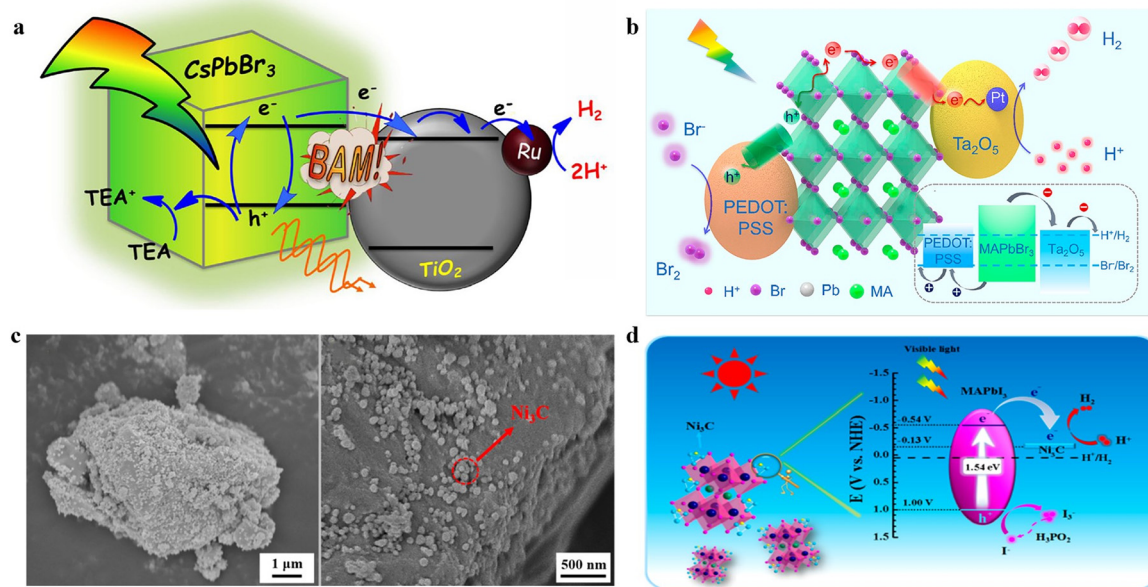 a
CsPbBr3
e-
e-
e-
H2
BAM!
Ru
2H+
TEA+
h+
TEA
TiO2
b
e-
e-
H2
h+
e-
Pt
Br-
Ta2O5
h+
H+
PEDOT:
PSS
Br2
PEDOT:
PSS
MAPbBr3
Ta2O5
H+/H2
Br-/Br2
H+
Br
Pb
MA
c
Ni3C
1 μm
500 nm
d
Visible light
MAPbI3
E (V vs. NHE)
-1.5
-1.0
-0.5
0.0
0.5
1.0
1.5
-0.54 V
-0.13 V
1.00 V
e-
e-
e-
H2
H+
Ni3C
H+/H2
1.54 eV
h+
I3-
I-
H3PO2
Ni3C